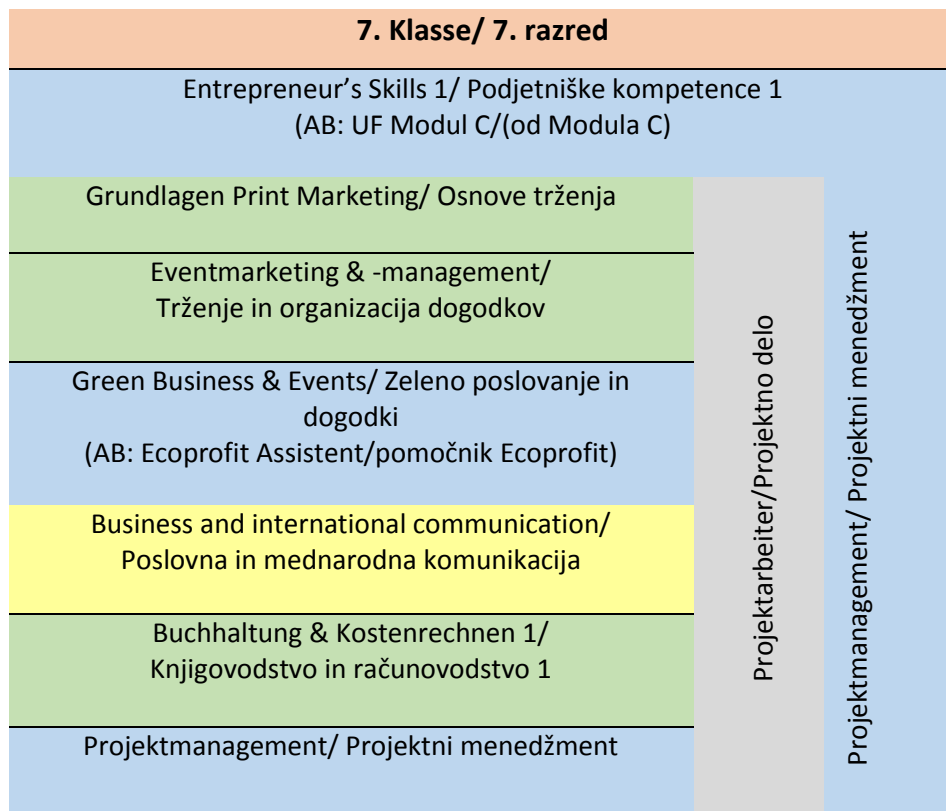 7. Klasse/ 7. razred
Entrepreneur’s Skills 1/ Podjetniške kompetence 1
(AB: UF Modul C/(od Modula C)
Grundlagen Print Marketing/ Osnove trženja
Eventmarketing & -management/
Trženje in organizacija dogodkov
Green Business & Events/ Zeleno poslovanje in
dogodki
(AB: Ecoprofit Assistent/pomočnik Ecoprofit)
Business and international communication/
Poslovna in mednarodna komunikacija
Buchhaltung & Kostenrechnen 1/
Knjigovodstvo in računovodstvo 1
Projektmanagement/ Projektni menedžment
Projektarbeiter/Projektno delo
Projektmanagement/ Projektni menedžment